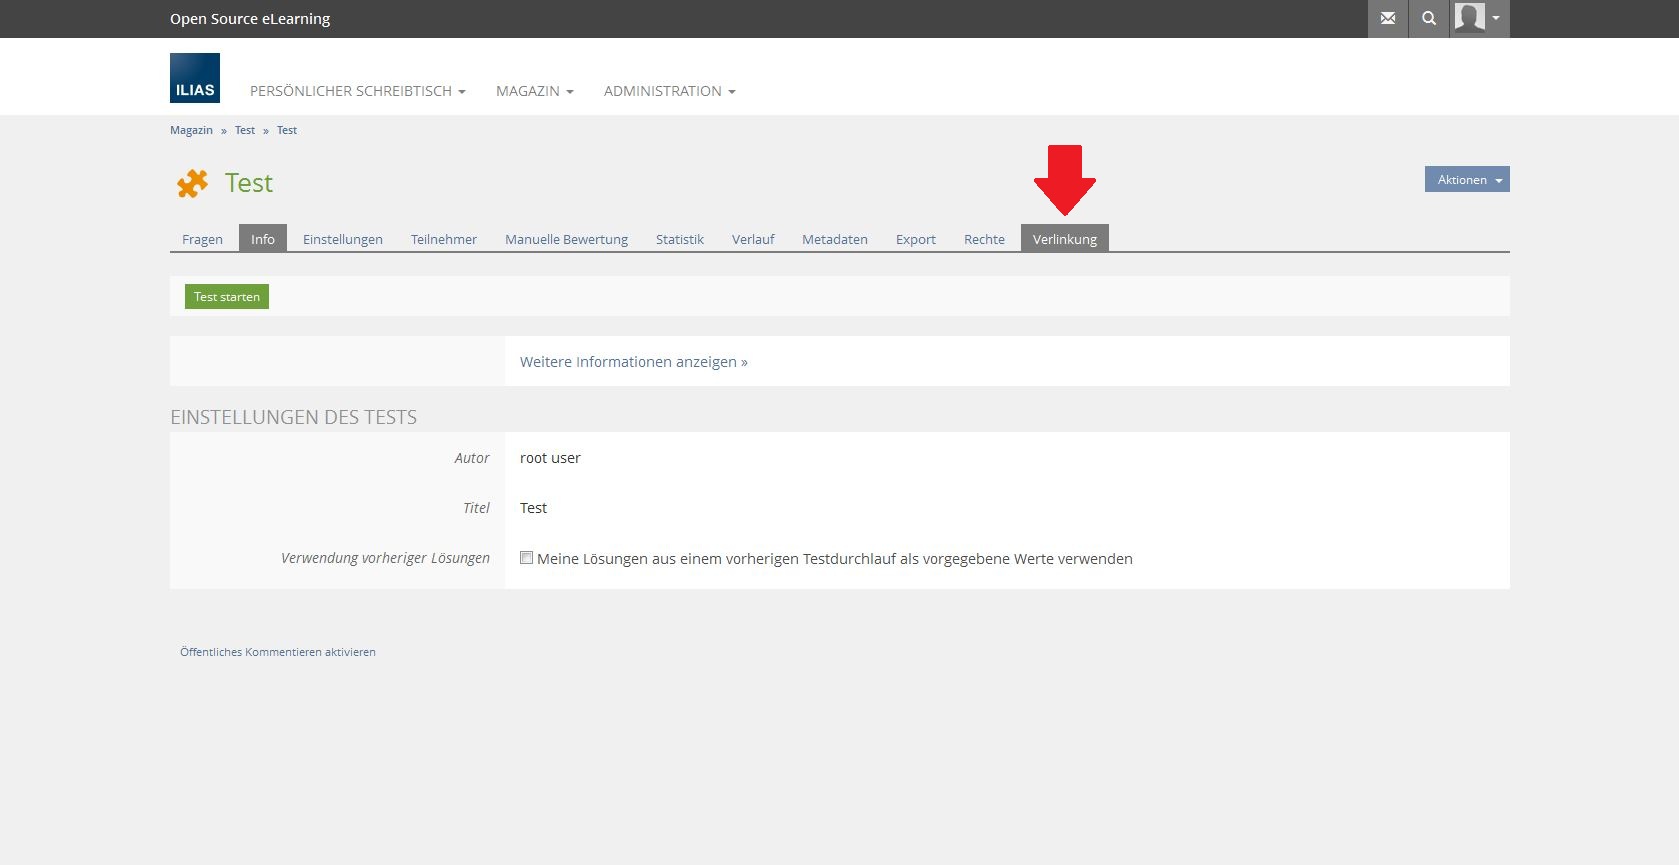 Open Source eLearning
ILIAS
PERSÖNLICHER SCHREIBTISCH MAGAZIN ADMINISTRATION
Magazin » Test » Test
Test
Aktionen
Fragen Info Einstellungen Teilnehmer Manuelle Bewertung Statistik Verlauf Metadaten Export Rechte Verlinkung
Test starten
Weitere Informationen anzeigen »
EINSTELLUNGEN DES TESTS
Autor root user
Titel Test
Verwendung vorheriger Lösungen Meine Lösungen aus einem vorherigen Testdurchlauf als vorgegebene Werte verwenden
Öffentliches Kommentieren aktivieren